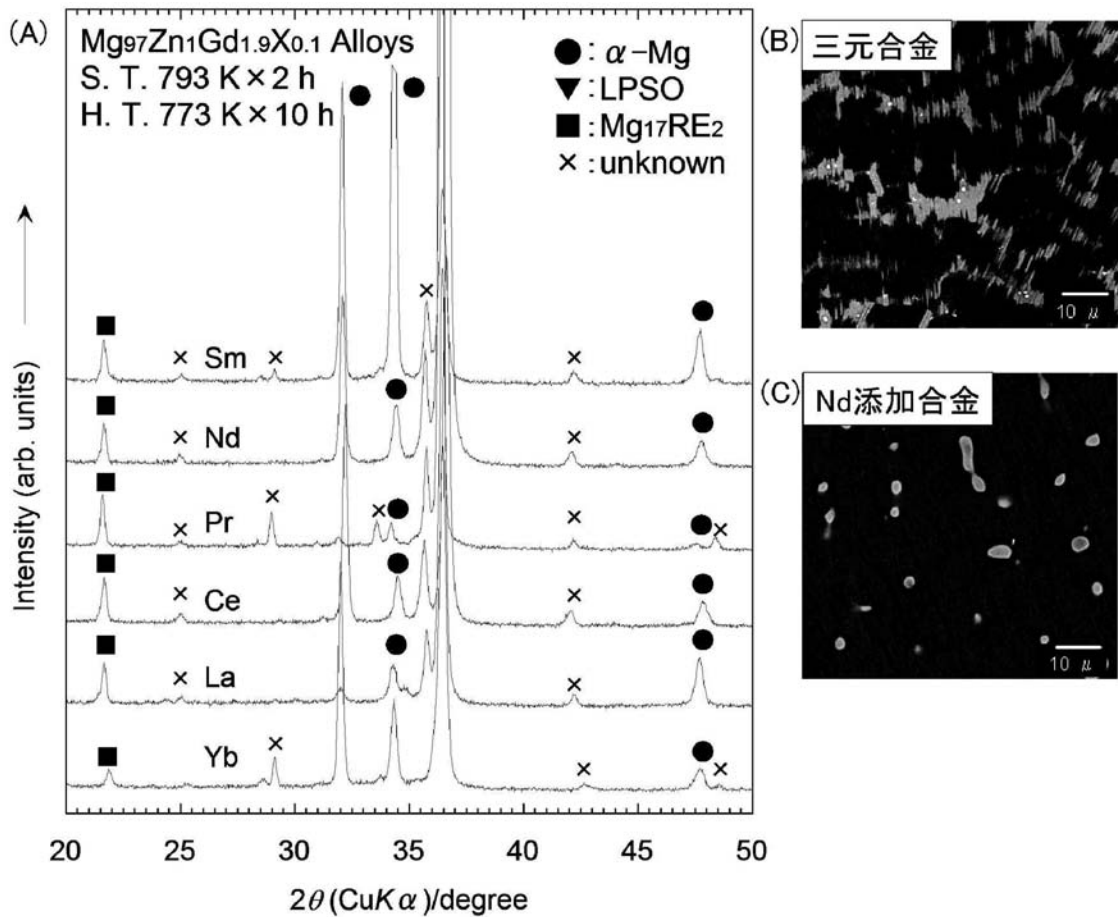 (A)
Mg97Zn1Gd1.9X0.1 Alloys
S. T. 793 K×2 h
H. T. 773 K×10 h
●: α-Mg
▼: LPSO
■: Mg17RE2
×: unknown
Intensity (arb. units)
Sm
Nd
Pr
Ce
La
Yb
20 25 30 35 40 45 50
2θ(CuKα)/degree
(B) 三元合金
10 μ
(C) Nd添加合金
10 μ